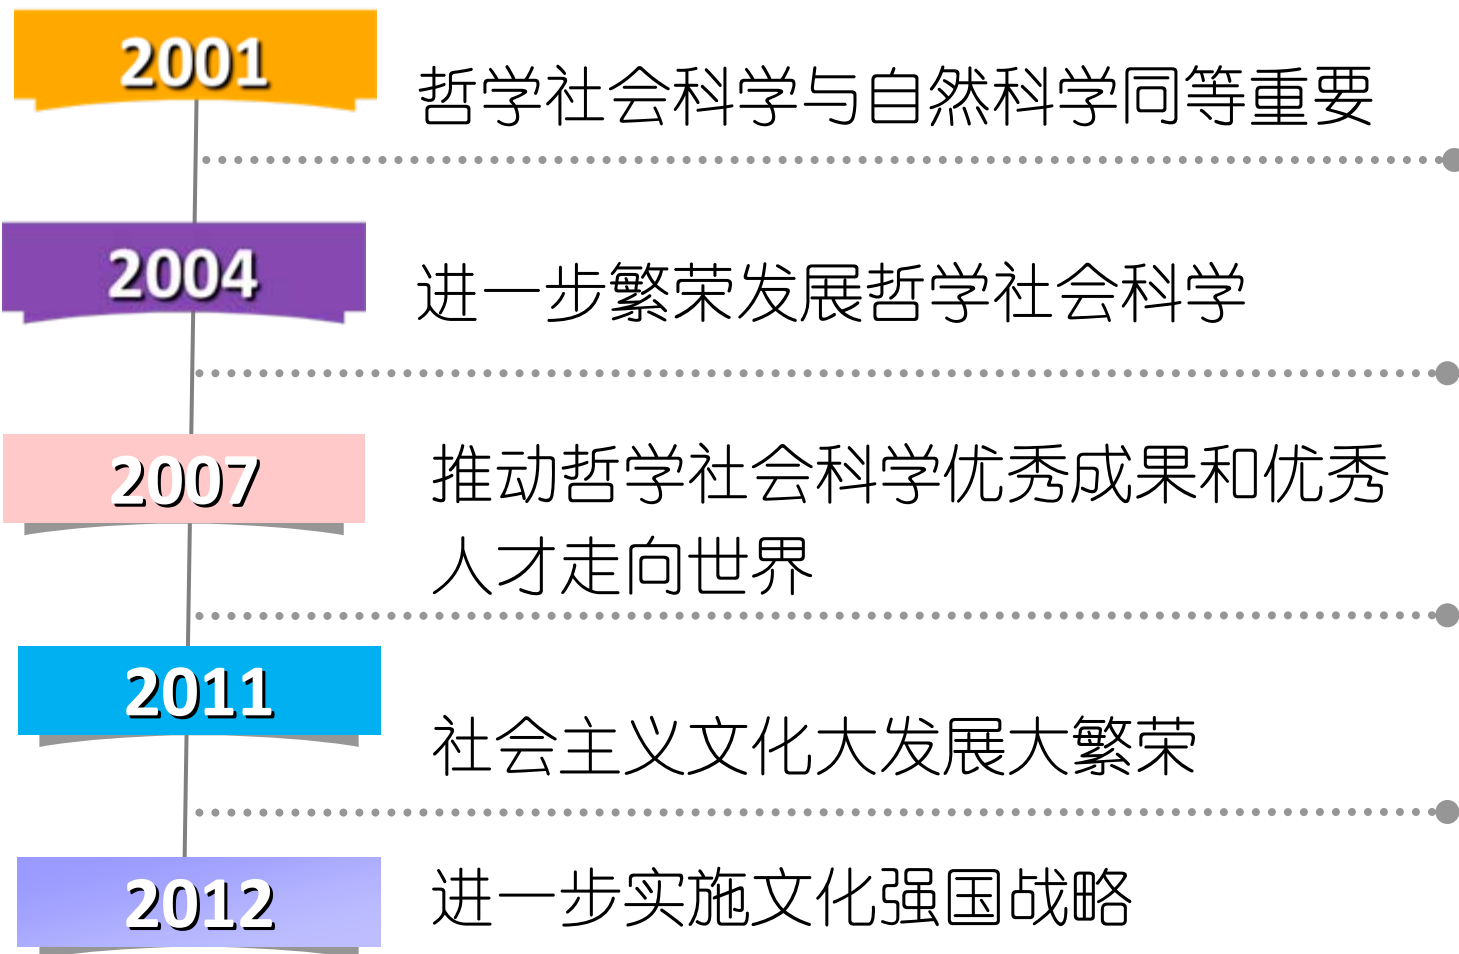 2001
哲学社会科学与自然科学同等重要
2004
进一步繁荣发展哲学社会科学
2007
推动哲学社会科学优秀成果和优秀
人才走向世界
2011
社会主义文化大发展大繁荣
2012
进一步实施文化强国战略